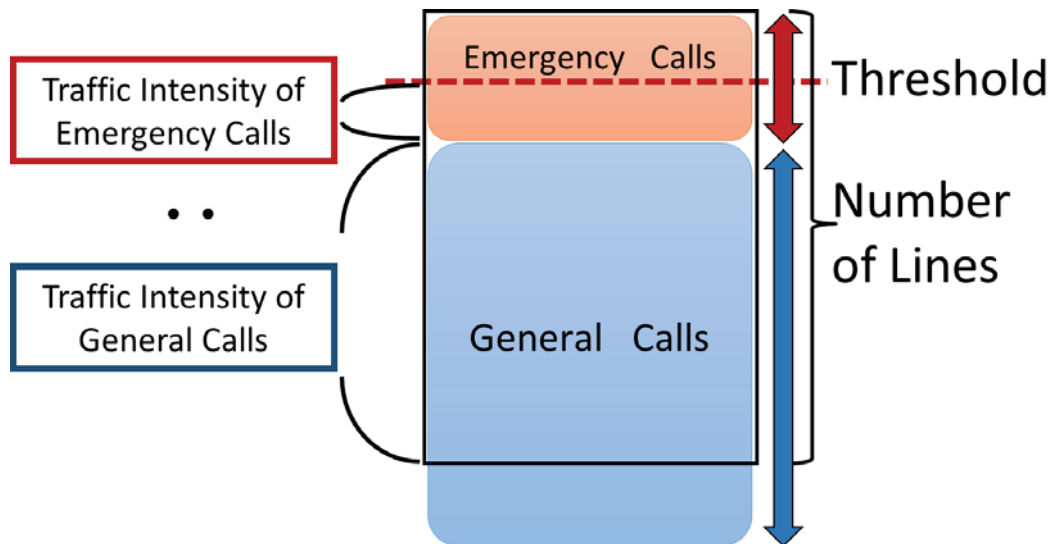 Traffic Intensity of
Emergency Calls
Emergency Calls
Threshold
Number
of Lines
Traffic Intensity of
General Calls
General Calls